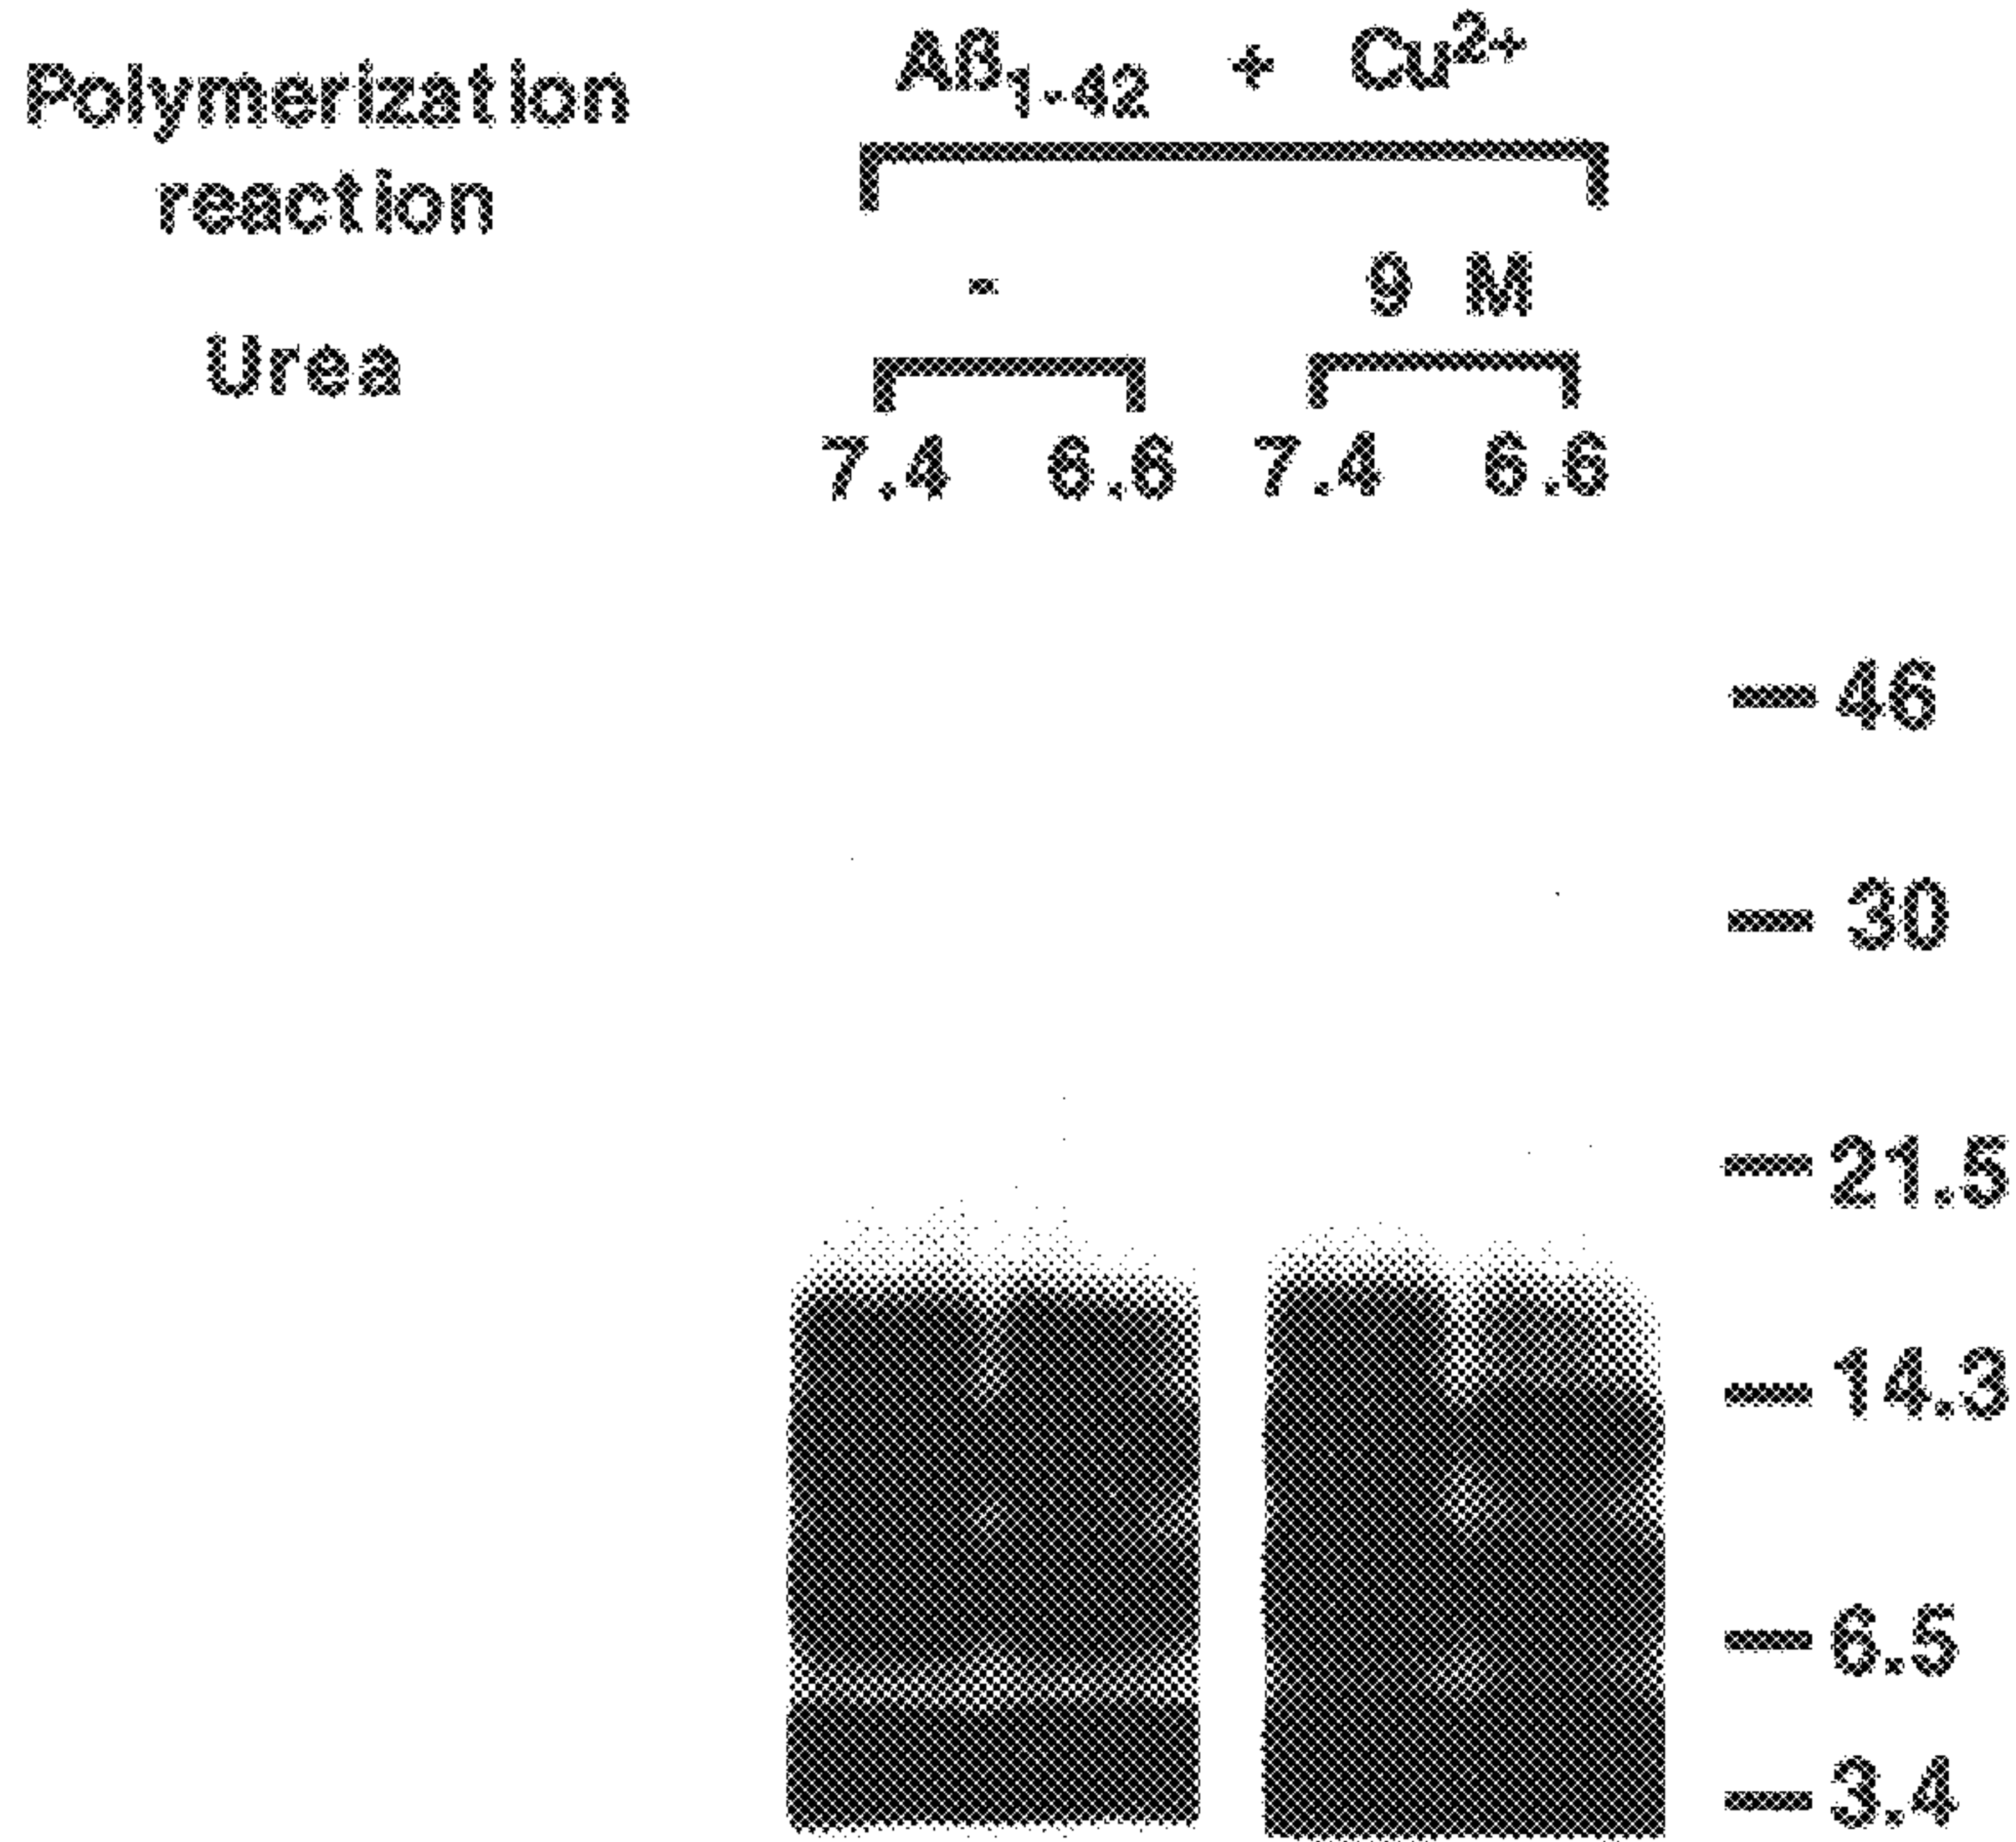 Polymerization
reaction
Aß1-42 + Cu2+
Urea
- 9 M
7.4 6.6 7.4 6.6
46
30
21.5
14.3
6.5
3.4